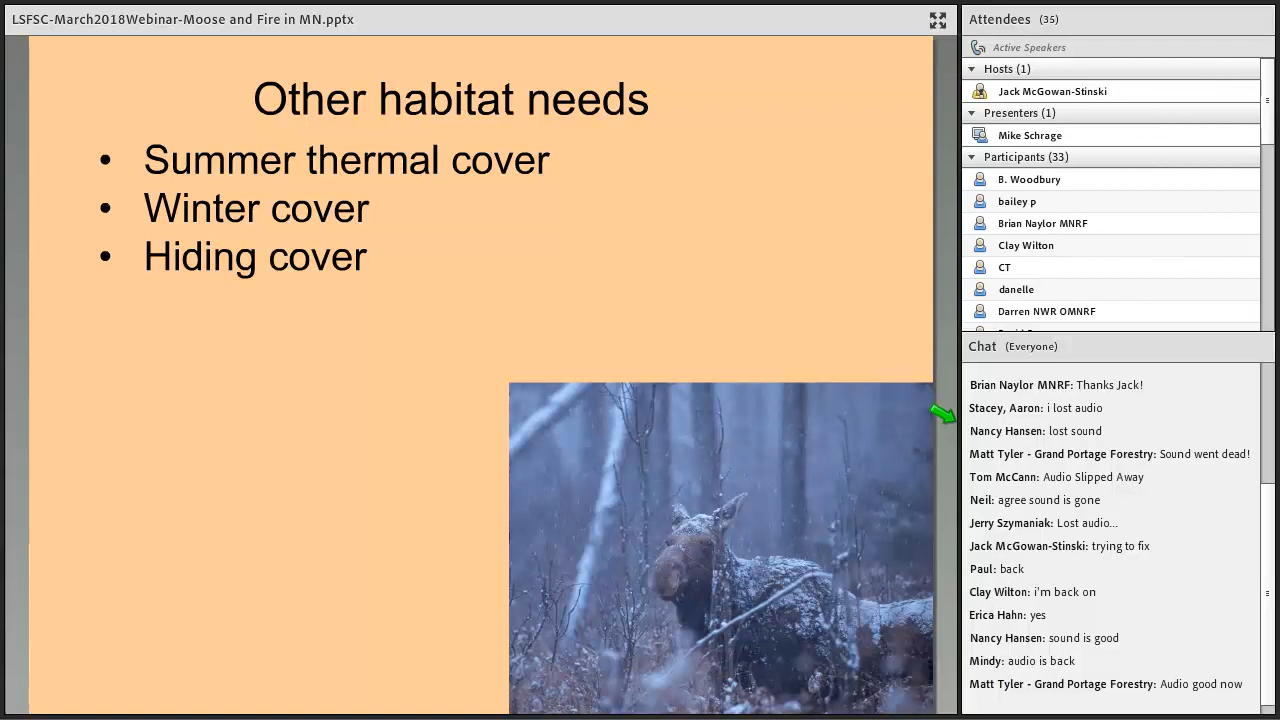 LSFSC-March2018Webinar-Moose and Fire in MN.pptx
Other habitat needs
• Summer thermal cover
• Winter cover
• Hiding cover
Attendees (35)
Active Speakers
Hosts (1)
Jack McGowan-Stinski
Presenters (1)
Mike Schrage
Participants (33)
B. Woodbury
bailey p
Brian Naylor MNRF
Clay Wilton
CT
danelle
Darren NWR OMNRF
Chat (Everyone)
Brian Naylor MNRF: Thanks Jack!
Stacey, Aaron: i lost audio
Nancy Hansen: lost sound
Matt Tyler - Grand Portage Forestry: Sound went dead!
Tom McCann: Audio Slipped Away
Neil: agree sound is gone
Jerry Szymaniak: Lost audio...
Jack McGowan-Stinski: trying to fix
Paul: back
Clay Wilton: i'm back on
Erica Hahn: yes
Nancy Hansen: sound is good
Mindy: audio is back
Matt Tyler - Grand Portage Forestry: Audio good now